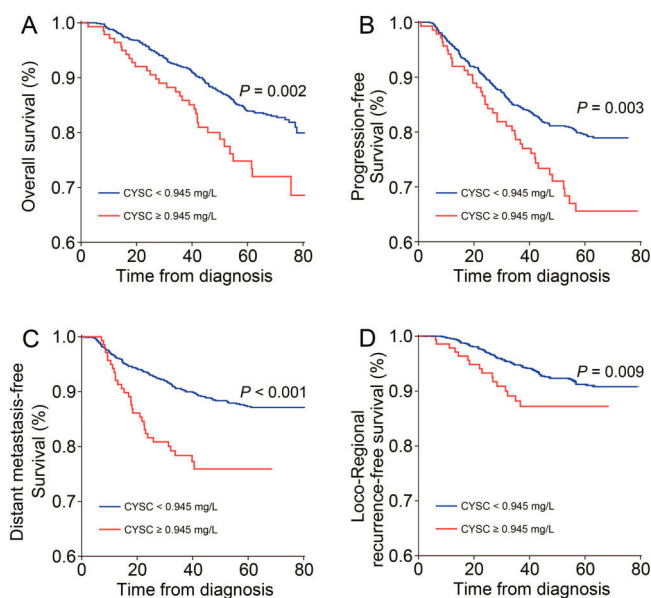 A
Overall survival (%)
1.0
0.9
0.8
0.7
0.6
P = 0.002
CYSC < 0.945 mg/L
CYSC ≥ 0.945 mg/L
0 20 40 60 80
Time from diagnosis
B
Progression-free
Survival (%)
1.0
0.9
0.8
0.7
0.6
P = 0.003
CYSC < 0.945 mg/L
CYSC ≥ 0.945 mg/L
0 20 40 60 80
Time from diagnosis
C
Distant metastasis-free
Survival (%)
1.0
0.9
0.8
0.7
0.6
P < 0.001
CYSC < 0.945 mg/L
CYSC ≥ 0.945 mg/L
0 20 40 60 80
Time from diagnosis
D
Loco-Regional
recurrence-free survival (%)
1.0
0.9
0.8
0.7
0.6
P = 0.009
CYSC < 0.945 mg/L
CYSC ≥ 0.945 mg/L
0 20 40 60 80
Time from diagnosis